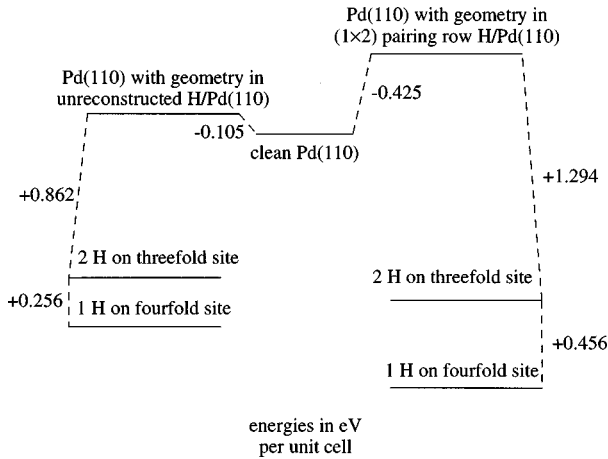 Pd(110) with geometry in
(1×2) pairing row H/Pd(110)
Pd(110) with geometry in
unreconstructed H/Pd(110)
-0.425
-0.105
clean Pd(110)
+0.862
+1.294
2 H on threefold site
2 H on threefold site
+0.256
1 H on fourfold site
+0.456
1 H on fourfold site
energies in eV
per unit cell